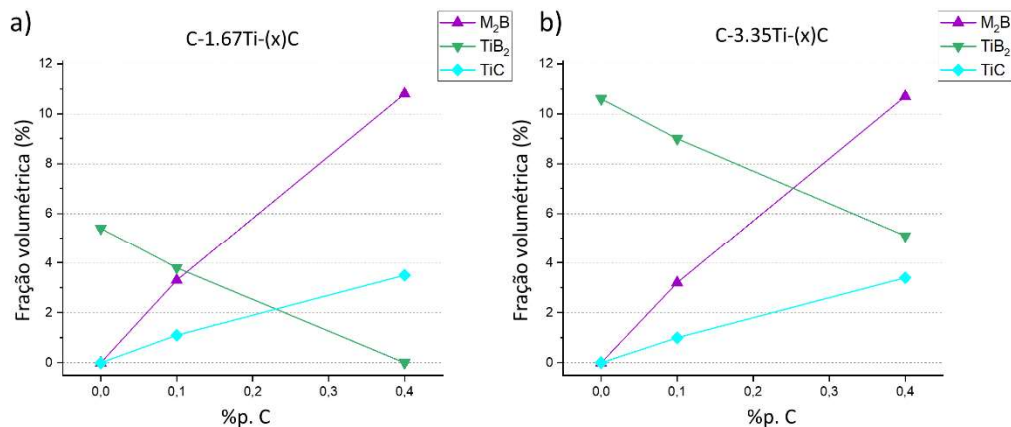 a)
C-1.67Ti-(x)C
M₂B
TiB₂
TiC
Fração volumétrica (%)
12
10
8
6
4
2
0
0,0
0,1
0,2
0,3
0,4
%p. C
b)
C-3.35Ti-(x)C
M₂B
TiB₂
TiC
Fração volumétrica (%)
12
10
8
6
4
2
0
0,0
0,1
0,2
0,3
0,4
%p. C